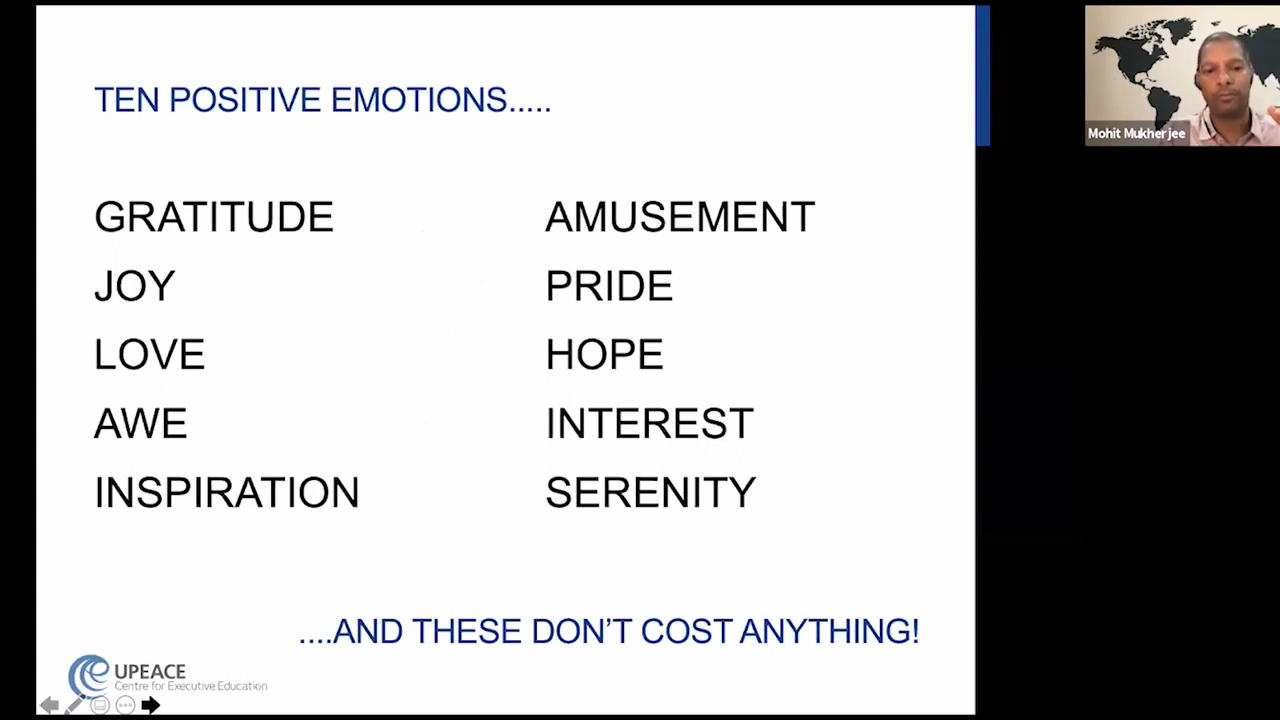 TEN POSITIVE EMOTIONS.....
GRATITUDE
JOY
LOVE
AWE
INSPIRATION
AMUSEMENT
PRIDE
HOPE
INTEREST
SERENITY
....AND THESE DON’T COST ANYTHING!
UPEACE
Centre for Executive Education
Mohit Mukherjee